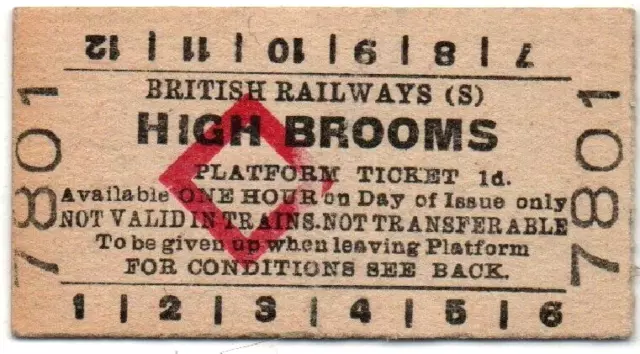 7 | 8 | 9 | 10 | 11 | 12
BRITISH RAILWAYS (S)
HIGH BROOMS
PLATFORM TICKET 1d.
Available ONE HOUR on Day of Issue only
NOT VALID IN TRAINS. NOT TRANSFERABLE
To be given up when leaving Platform
FOR CONDITIONS SEE BACK.
1 | 2 | 3 | 4 | 5 | 6
7801
7801